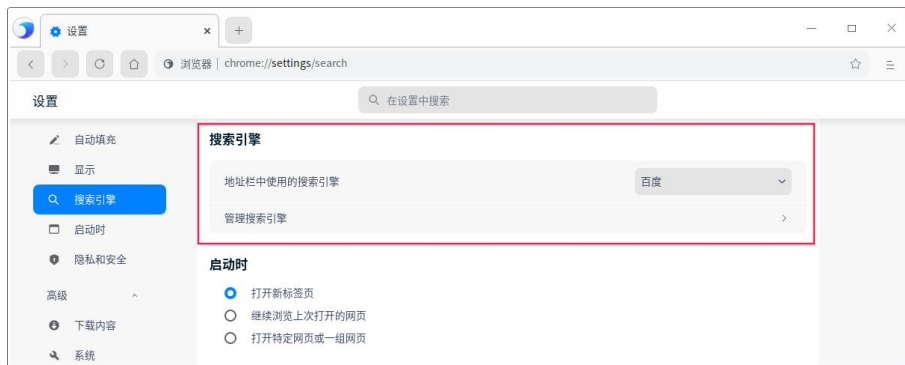 设置
浏览器 | chrome://settings/search
设置
在设置中搜索
自动填充
显示
搜索引擎
启动时
隐私和安全
高级
下载内容
系统
搜索引擎
地址栏中使用的搜索引擎
百度
管理搜索引擎
启动时
打开新标签页
继续浏览上次打开的网页
打开特定网页或一组网页